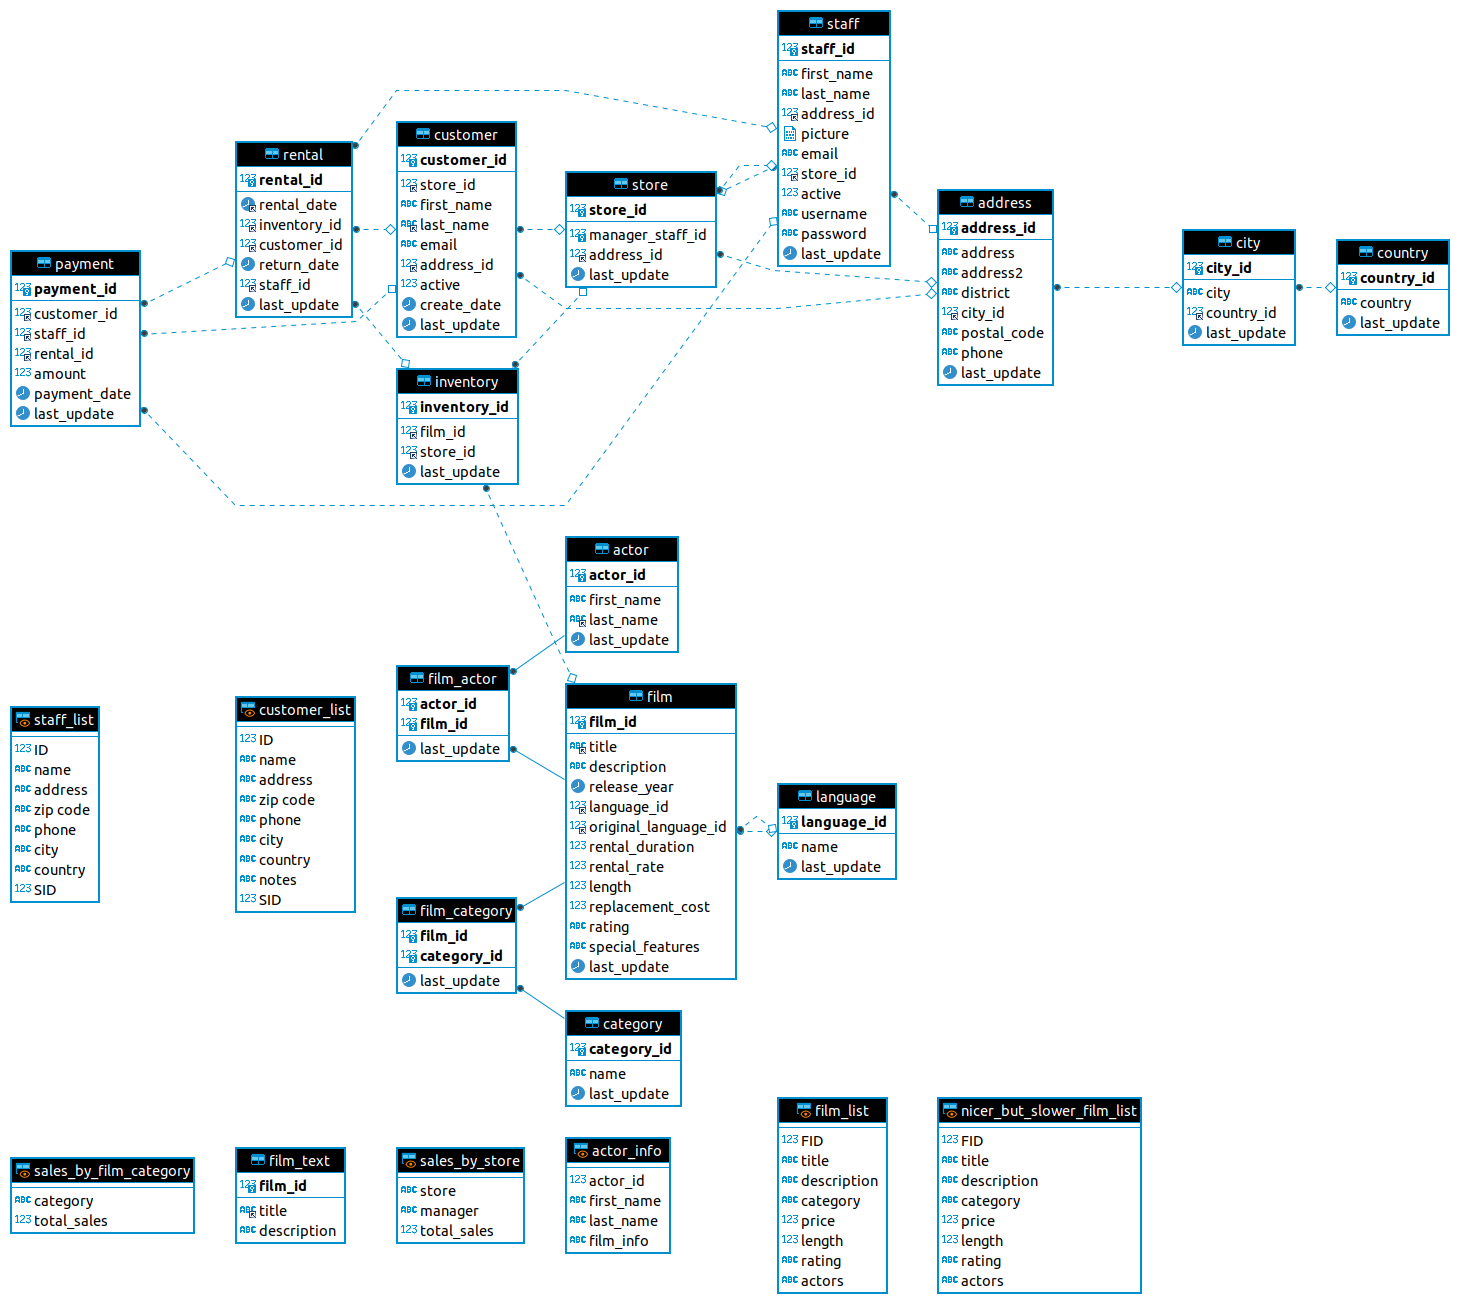 staff
staff_id
first_name
last_name
address_id
picture
email
store_id
active
username
password
last_update
customer
customer_id
store_id
first_name
last_name
email
address_id
active
create_date
last_update
rental
rental_id
rental_date
inventory_id
customer_id
return_date
staff_id
last_update
store
store_id
manager_staff_id
address_id
last_update
address
address_id
address
address2
district
city_id
postal_code
phone
last_update
city
city_id
city
country_id
last_update
country
country_id
country
last_update
payment
payment_id
customer_id
staff_id
rental_id
amount
payment_date
last_update
inventory
inventory_id
film_id
store_id
last_update
actor
actor_id
first_name
last_name
last_update
film_actor
actor_id
film_id
last_update
film
film_id
title
description
release_year
language_id
original_language_id
rental_duration
rental_rate
length
replacement_cost
rating
special_features
last_update
staff_list
ID
name
address
zip code
phone
city
country
SID
customer_list
ID
name
address
zip code
phone
city
country
notes
SID
language
language_id
name
last_update
film_category
film_id
category_id
last_update
category
category_id
name
last_update
sales_by_film_category
category
total_sales
film_text
film_id
title
description
sales_by_store
store
manager
total_sales
actor_info
actor_id
first_name
last_name
film_info
film_list
FID
title
description
category
price
length
rating
actors
nicer_but_slower_film_list
FID
title
description
category
price
length
rating
actors